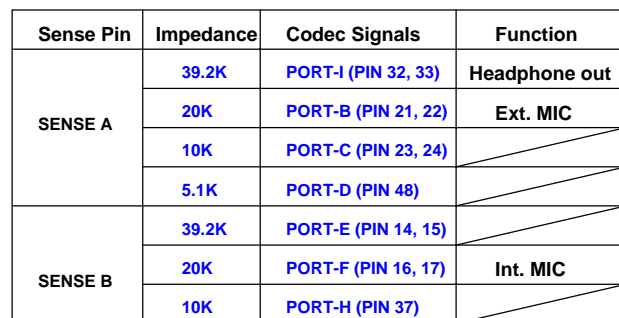 Sense Pin Impedance Codec Signals Function
SENSE A
39.2K PORT-I (PIN 32, 33) Headphone out
20K PORT-B (PIN 21, 22) Ext. MIC
10K PORT-C (PIN 23, 24)
5.1K PORT-D (PIN 48)
SENSE B
39.2K PORT-E (PIN 14, 15)
20K PORT-F (PIN 16, 17) Int. MIC
10K PORT-H (PIN 37)